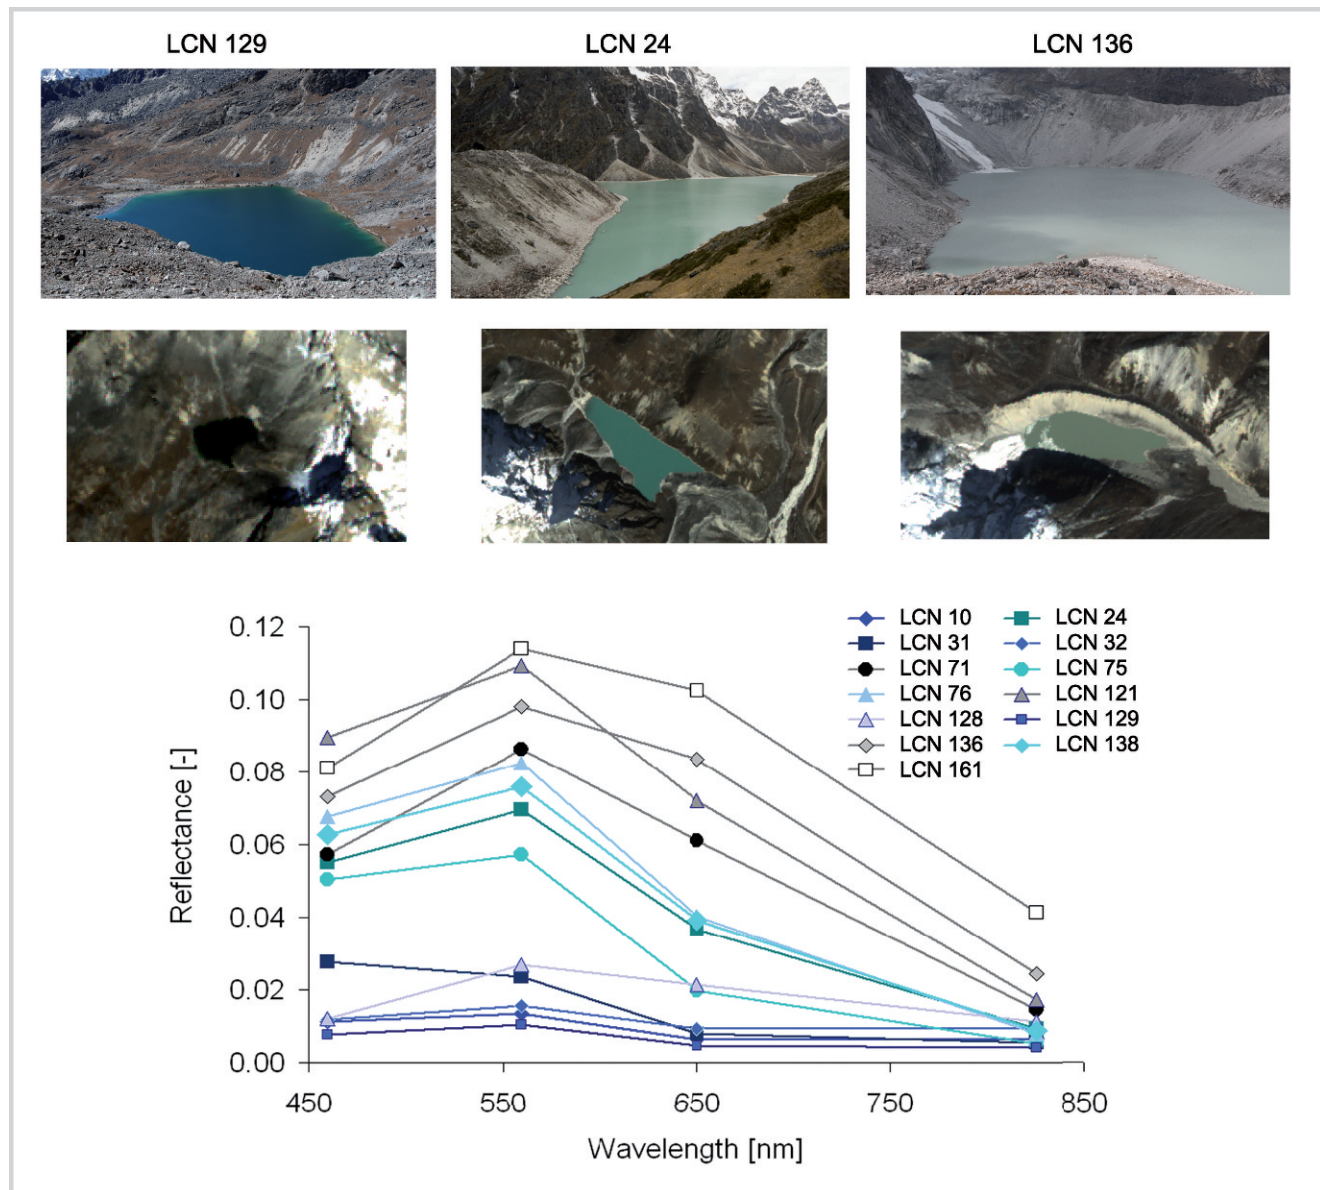 LCN 129 LCN 24 LCN 136
0.12
0.10
0.08
0.06
0.04
0.02
0.00
Reflectance [-]
450 550 650 750 850
Wavelength [nm]
LCN 10 LCN 24
LCN 31 LCN 32
LCN 71 LCN 75
LCN 76 LCN 121
LCN 128 LCN 129
LCN 136 LCN 138
LCN 161